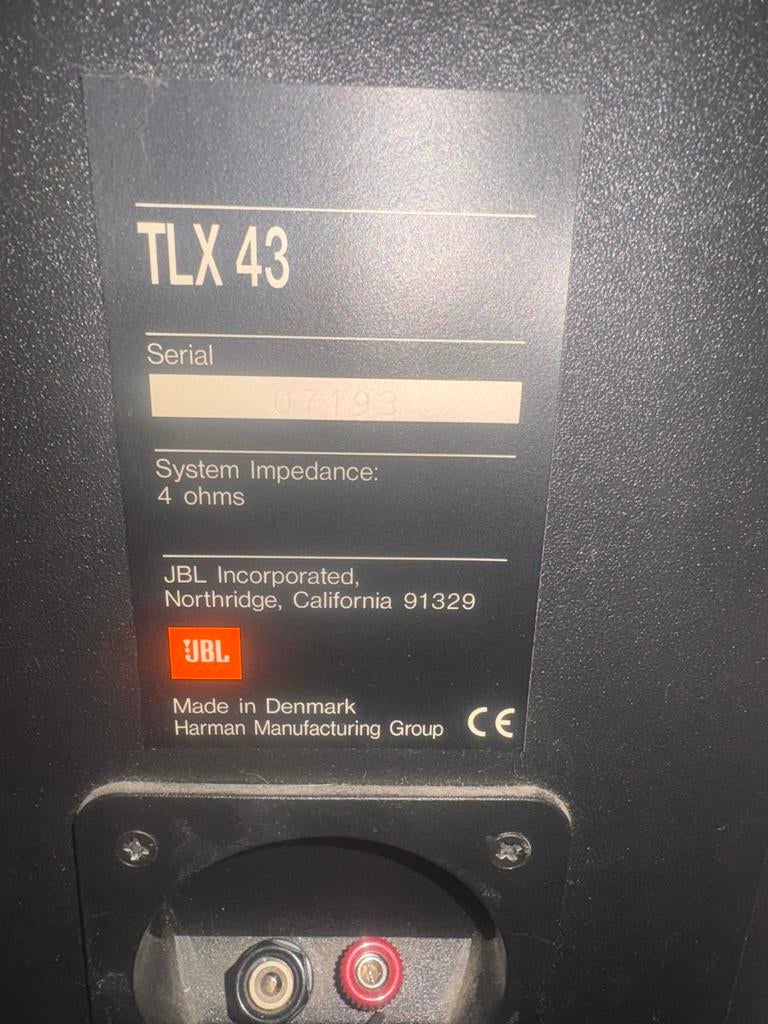 TLX 43
Serial
07193
System Impedance:
4 ohms
JBL Incorporated,
Northridge, California 91329
JBL
Made in Denmark
Harman Manufacturing Group
CE